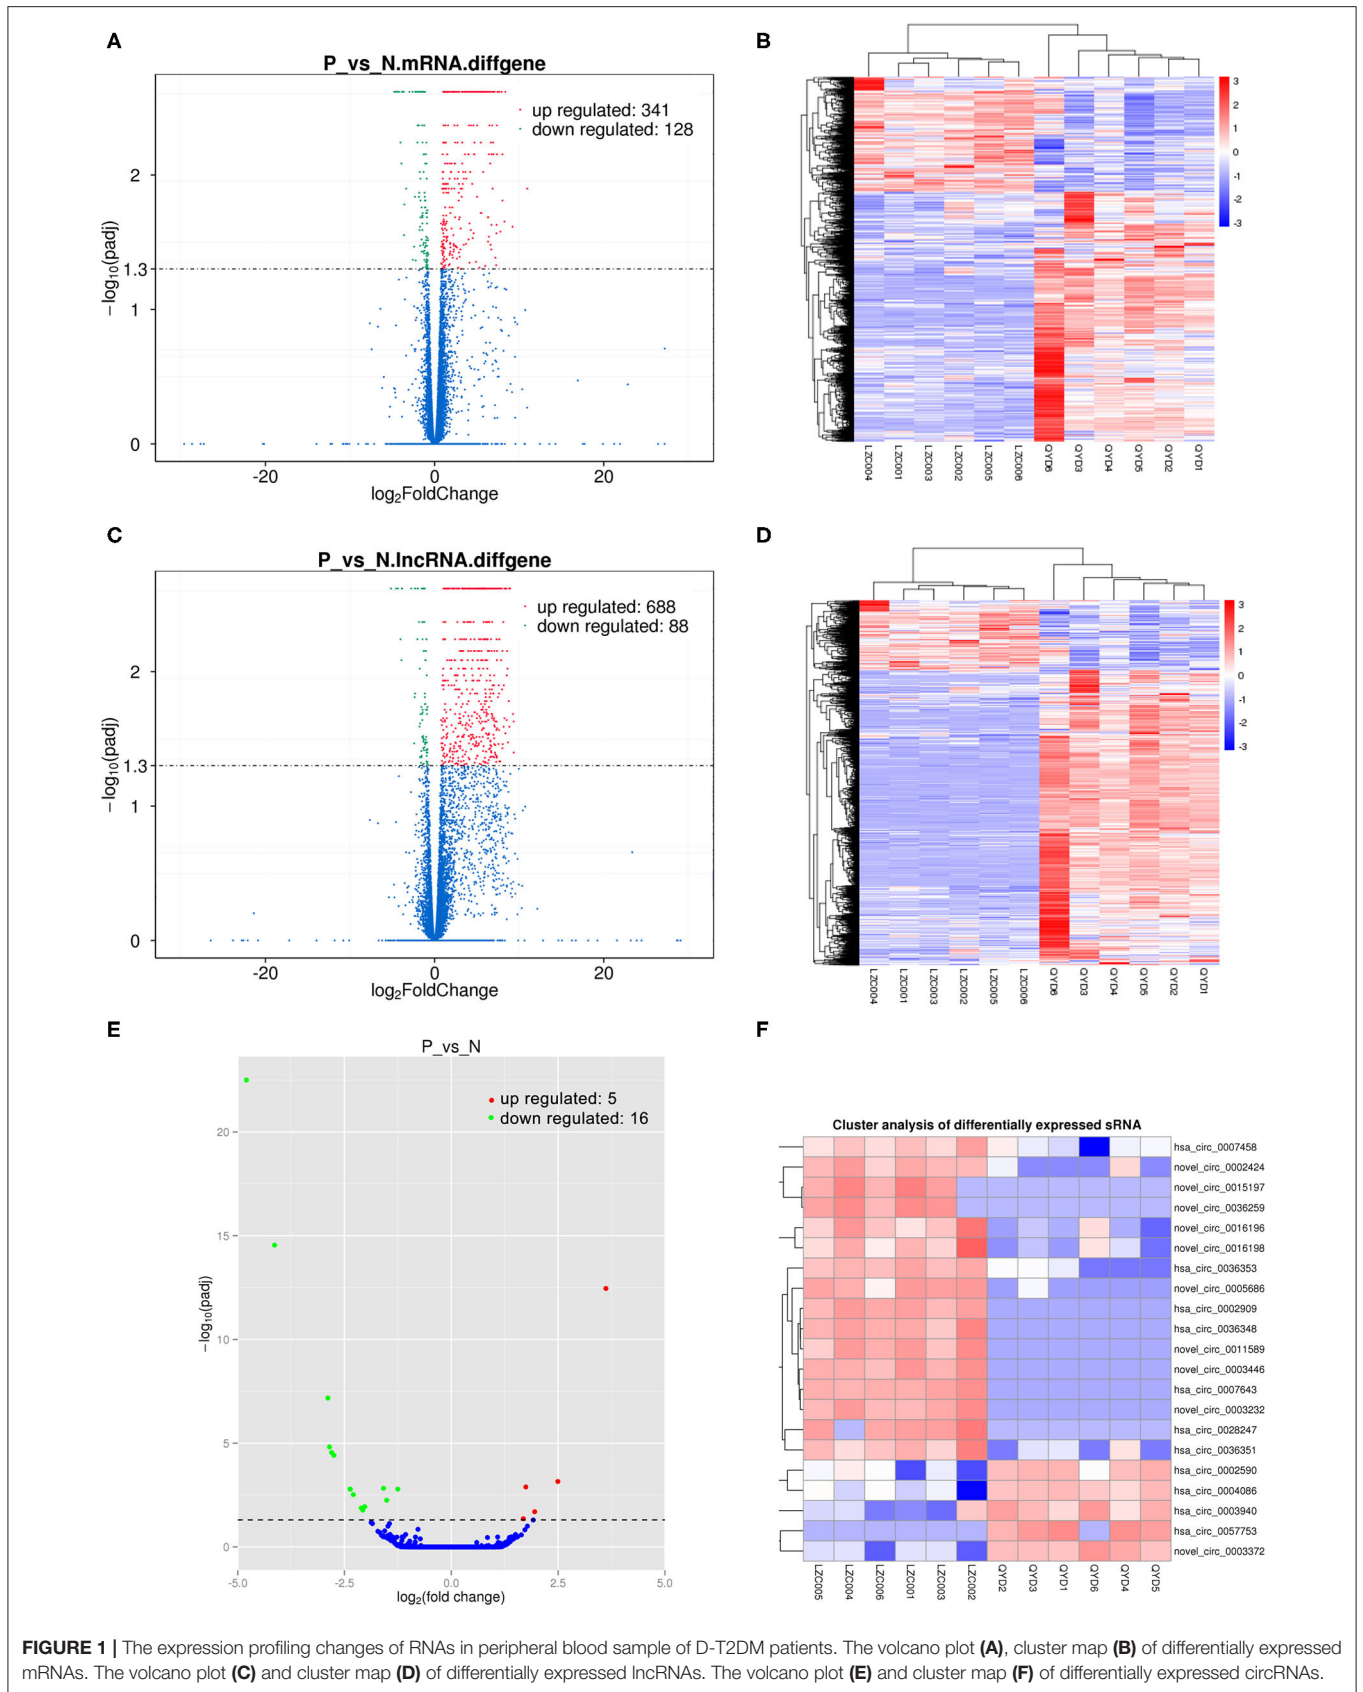 A
P_vs_N.mRNA.diffgene
up regulated: 341
down regulated: 128
2
1.3
1
0
−log10(padj)
-20
0
20
log2FoldChange
B
3
2
1
0
-1
-2
-3
LZC004
LZC001
LZC003
LZC002
LZC005
LZC006
QYD6
QYD3
QYD4
QYD5
QYD2
QYD1
C
P_vs_N.lncRNA.diffgene
up regulated: 688
down regulated: 88
2
1.3
1
0
−log10(padj)
-20
0
20
log2FoldChange
D
3
2
1
0
-1
-2
-3
LZC004
LZC001
LZC003
LZC002
LZC005
LZC006
QYD6
QYD3
QYD4
QYD5
QYD2
QYD1
E
P_vs_N
up regulated: 5
down regulated: 16
20
15
10
5
0
−log10(padj)
-5.0
-2.5
0.0
2.5
5.0
log2(fold change)
F
Cluster analysis of differentially expressed sRNA
hsa_circ_0007458
novel_circ_0002424
novel_circ_0015197
novel_circ_0036259
novel_circ_0016196
novel_circ_0016198
hsa_circ_0036353
novel_circ_0005686
hsa_circ_0002909
hsa_circ_0036348
novel_circ_0011589
novel_circ_0003446
hsa_circ_0007643
novel_circ_0003232
hsa_circ_0028247
hsa_circ_0036351
hsa_circ_0002590
hsa_circ_0004086
hsa_circ_0003940
hsa_circ_0057753
novel_circ_0003372
LZC005
LZC004
LZC006
LZC001
LZC003
LZC002
QYD2
QYD3
QYD1
QYD6
QYD4
QYD5
FIGURE 1 | The expression profiling changes of RNAs in peripheral blood sample of D-T2DM patients. The volcano plot (A), cluster map (B) of differentially expressed
mRNAs. The volcano plot (C) and cluster map (D) of differentially expressed lncRNAs. The volcano plot (E) and cluster map (F) of differentially expressed circRNAs.